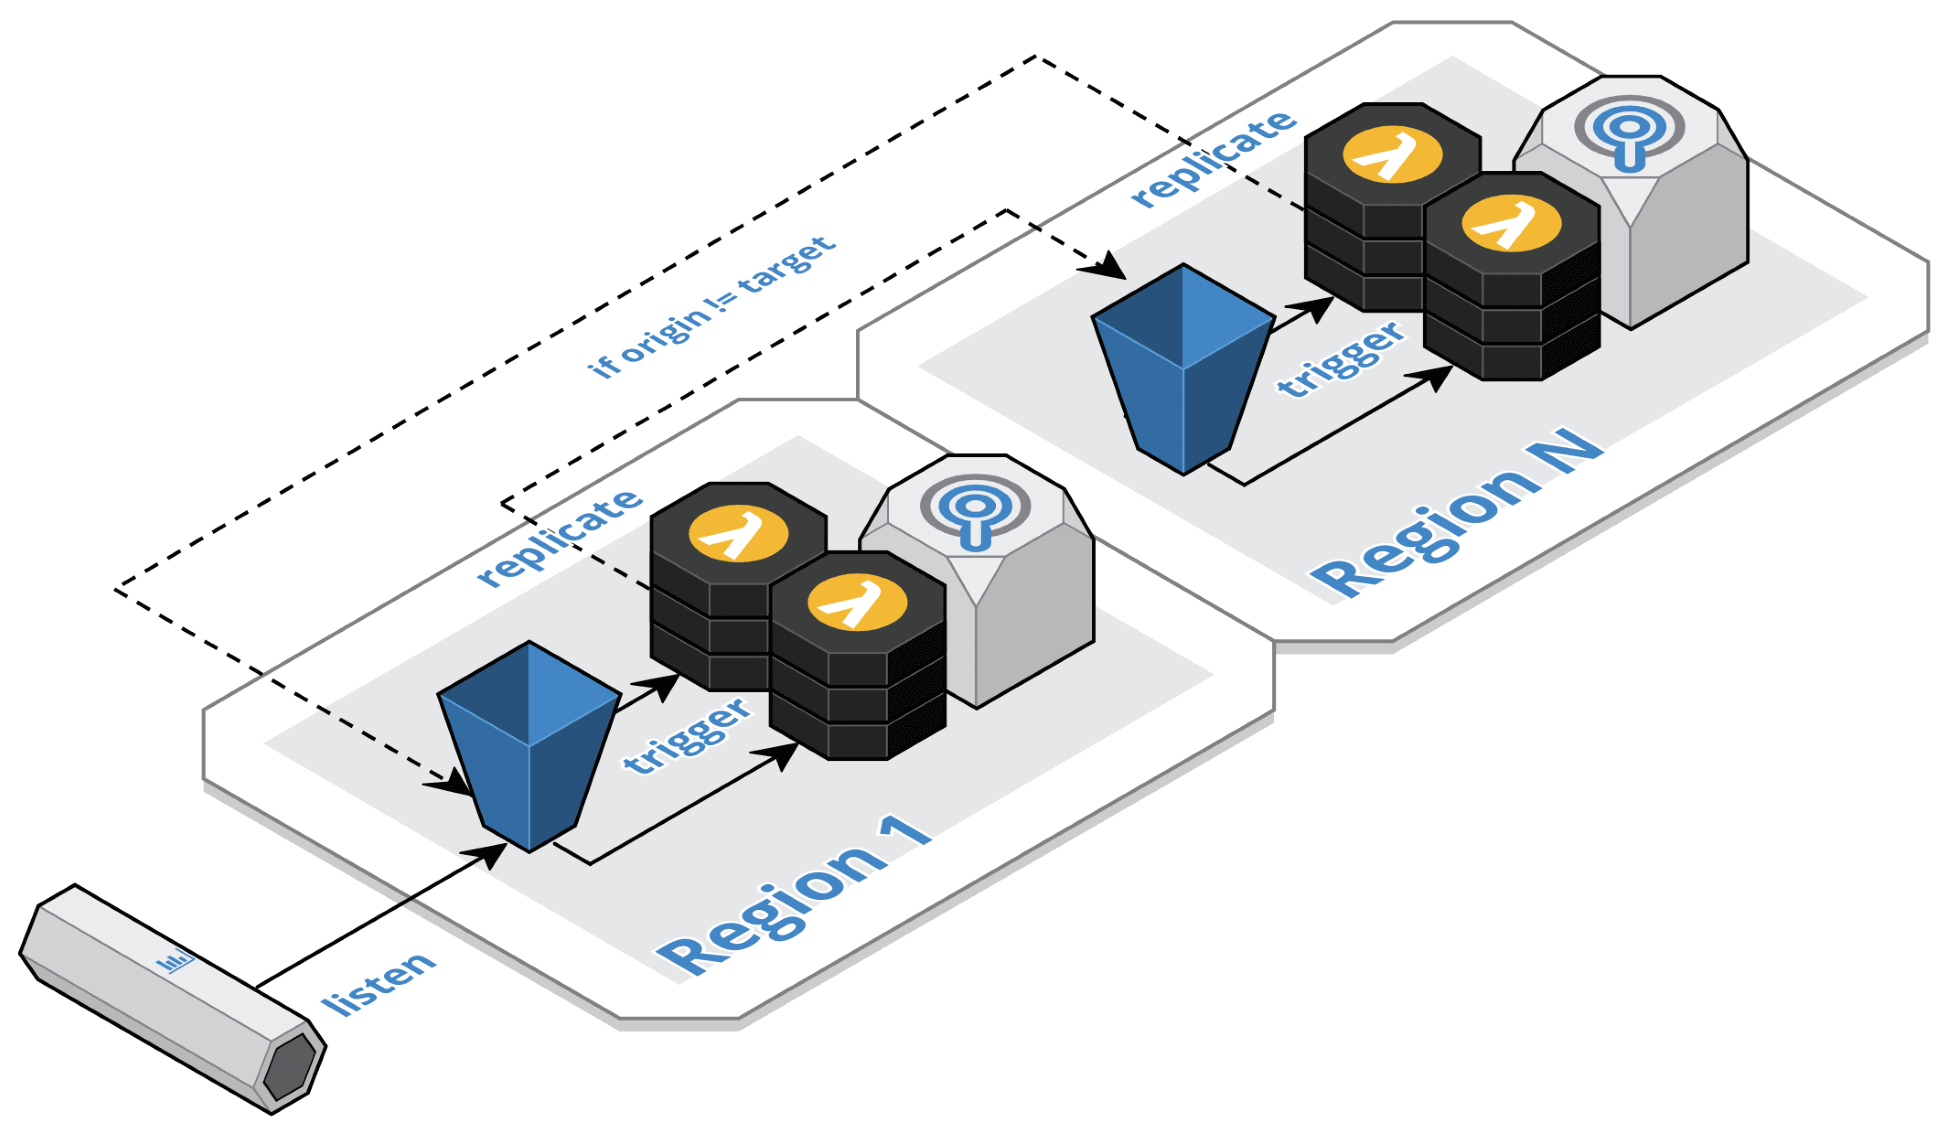 replicate
if origin != target
trigger
Region N
replicate
trigger
Region 1
listen